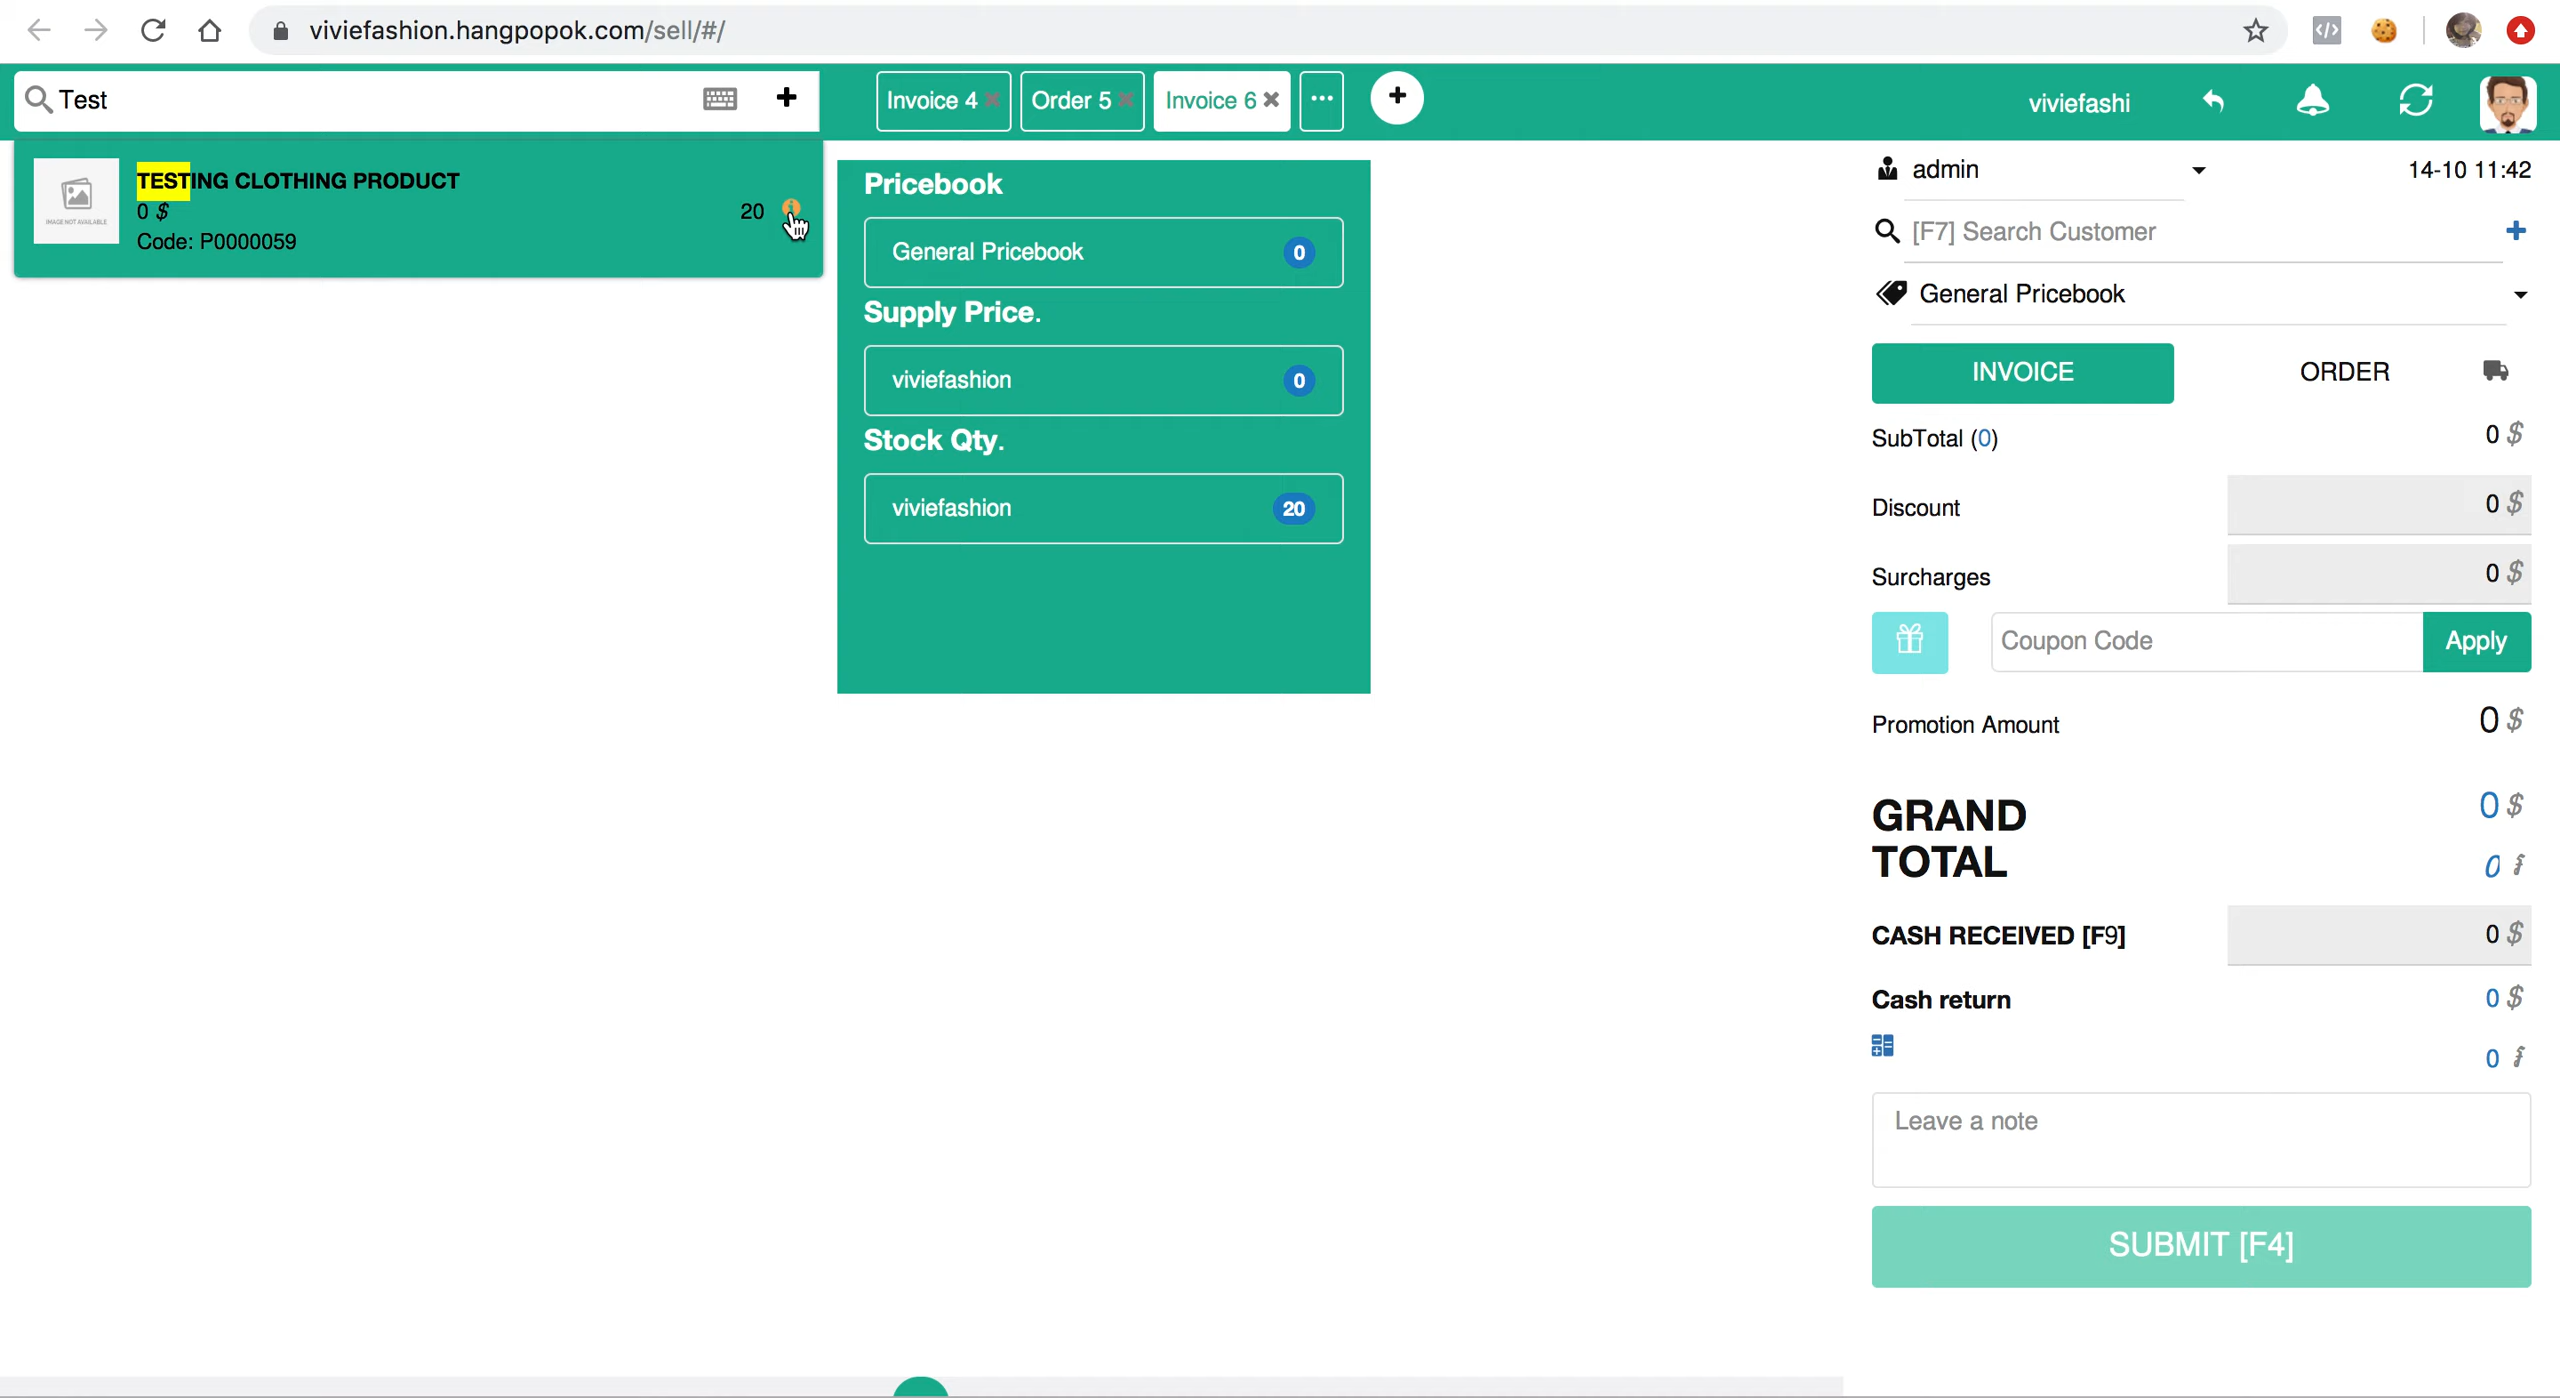 viviefashion.hangpopok.com/sell/#/
Test
Invoice 4
Order 5
Invoice 6
viviefashi
TESTING CLOTHING PRODUCT
0 $
20
Code: P0000059
IMAGE NOT AVAILABLE
Pricebook
General Pricebook 0
Supply Price.
viviefashion 0
Stock Qty.
viviefashion 20
admin 14-10 11:42
[F7] Search Customer
General Pricebook
INVOICE ORDER
SubTotal (0) 0 $
Discount 0 $
Surcharges 0 $
Coupon Code Apply
Promotion Amount 0 $
GRAND TOTAL 0 $
0 ៛
CASH RECEIVED [F9] 0 $
Cash return 0 $
0 ៛
Leave a note
SUBMIT [F4]